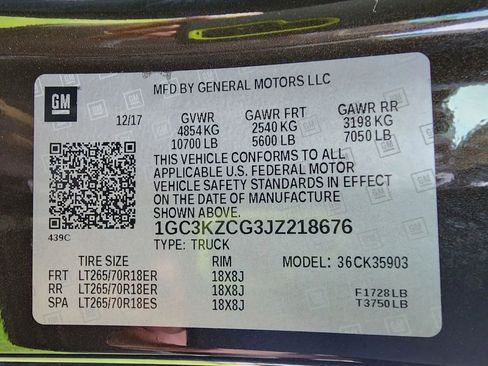 MFD BY GENERAL MOTORS LLC
GM
12/17
GVWR GAWR FRT GAWR RR
4854 KG 2540 KG 3198 KG
10700 LB 5600 LB 7050 LB
THIS VEHICLE CONFORMS TO ALL
APPLICABLE U.S. FEDERAL MOTOR
VEHICLE SAFETY STANDARDS IN EFFECT
ON THE DATE OF MANUFACTURE
SHOWN ABOVE.
1GC3KZCG3JZ218676
439C
TYPE: TRUCK
TIRE SIZE RIM MODEL: 36CK35903
FRT LT265/70R18ER 18X8J
RR LT265/70R18ER 18X8J
SPA LT265/70R18ES 18X8J
F1728LB
T3750LB